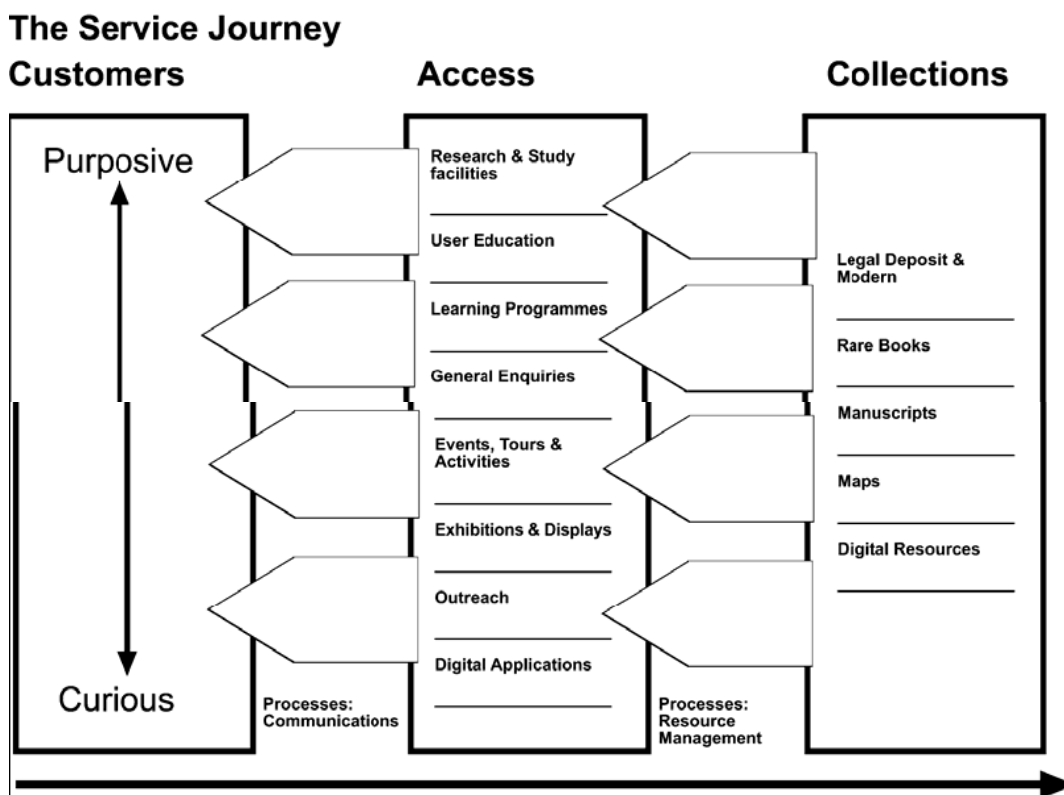 The Service Journey
Customers
Access
Collections
Purposive
Curious
Processes:
Communications
Research & Study
facilities
User Education
Learning Programmes
General Enquiries
Events, Tours &
Activities
Exhibitions & Displays
Outreach
Digital Applications
Processes:
Resource
Management
Legal Deposit &
Modern
Rare Books
Manuscripts
Maps
Digital Resources